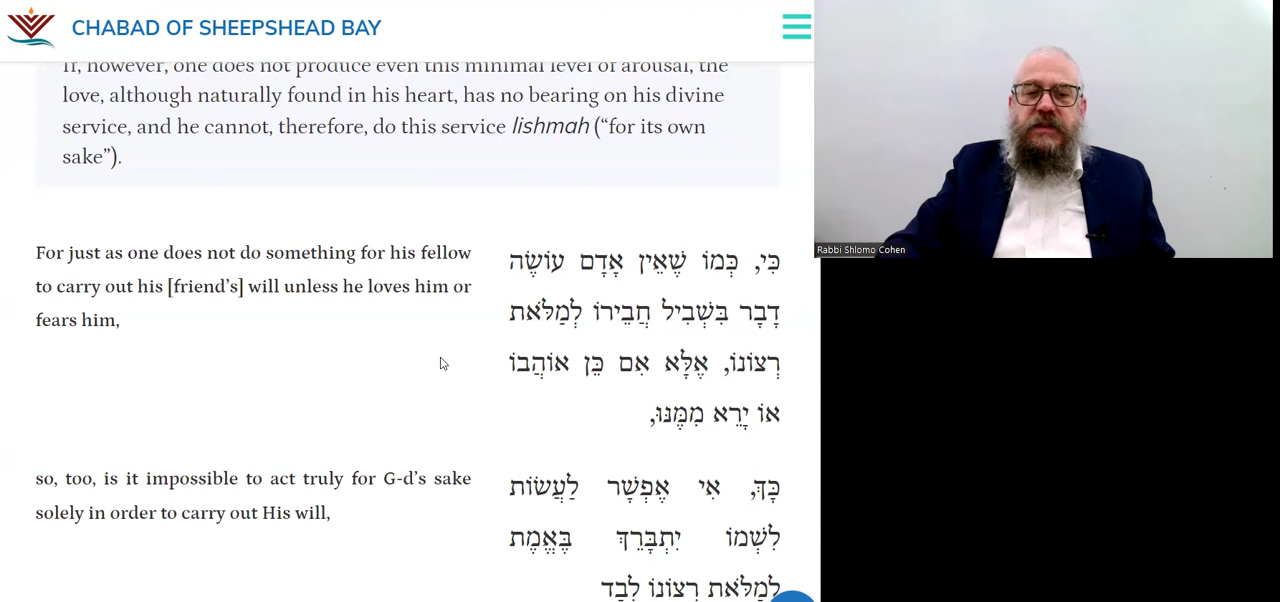 CHABAD OF SHEEPSHEAD BAY
If, however, one does not produce even this minimal level of arousal, the
love, although naturally found in his heart, has no bearing on his divine
service, and he cannot, therefore, do this service lishmah (“for its own
sake”).
For just as one does not do something for his fellow
to carry out his [friend’s] will unless he loves him or
fears him,
כִּי, כְּמוֹ שֶׁאֵין אָדָם עוֹשֶׂה
דָבָר בִּשְׁבִיל חֲבֵירוֹ לְמַלֹּאת
רְצוֹנוֹ, אֶלָּא אִם כֵּן אוֹהֲבוֹ
אוֹ יָרֵא מִמֶּנּוּ,
so, too, is it impossible to act truly for G-d’s sake
solely in order to carry out His will,
כָּךְ, אִי אֶפְשָׁר לַעֲשׂוֹת
לִשְׁמוֹ יִתְבָּרֵךְ בֶּאֱמֶת
לְמַלֹּאת רְצוֹנוֹ לְבַד
Rabbi Shlomo Cohen